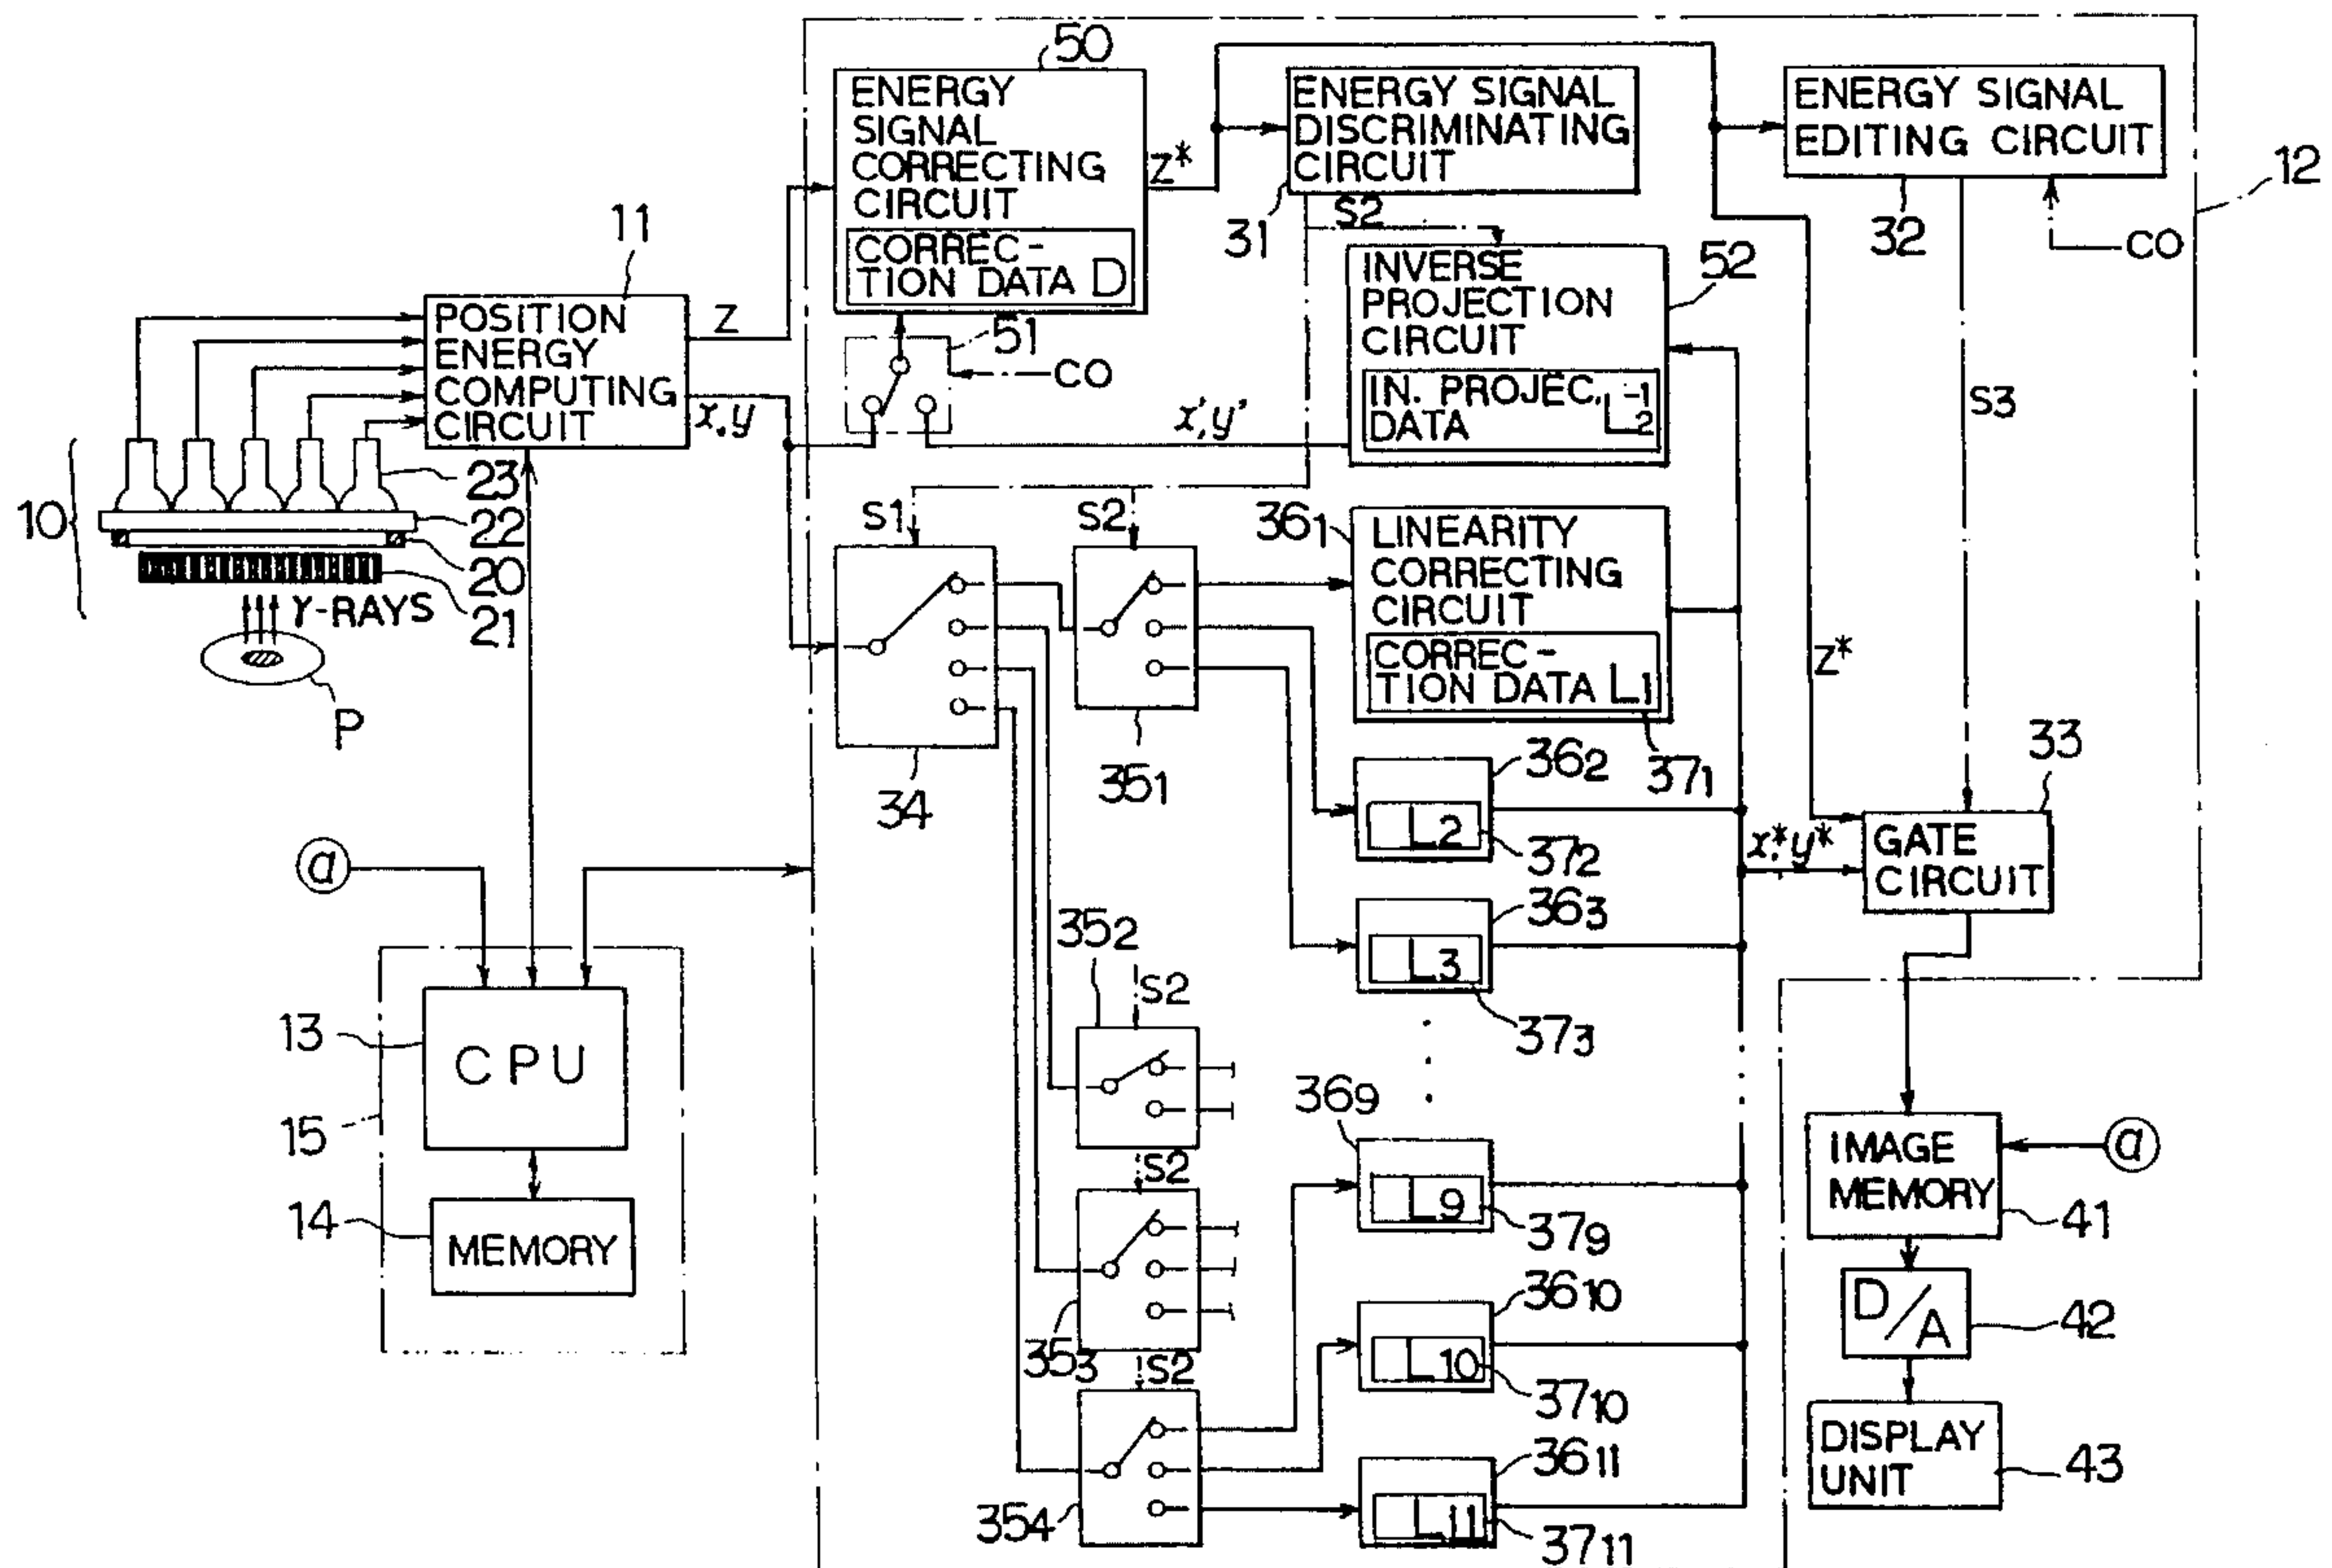 50
ENERGY
SIGNAL
CORRECTING
CIRCUIT
CORREC-
TION DATA D
Z*
ENERGY SIGNAL
DISCRIMINATING
CIRCUIT
31
S2
ENERGY SIGNAL
EDITING CIRCUIT
32
CO
12
11
POSITION
ENERGY
COMPUTING
CIRCUIT
Z
x,y
51
CO
x',y'
INVERSE
PROJECTION
CIRCUIT
IN. PROJEC.
DATA L2-1
52
S3
10
23
22
20
21
γ-RAYS
P
S1
S2
34
351
361
LINEARITY
CORRECTING
CIRCUIT
CORREC-
TION DATA L1
371
Z*
362
L2
372
33
x*,y*
GATE
CIRCUIT
a
363
L3
373
352
S2
13
CPU
15
14
MEMORY
S2
353
369
L9
379
IMAGE
MEMORY
a
41
3610
L10
3710
D/A
42
S2
354
3611
L11
3711
DISPLAY
UNIT
43